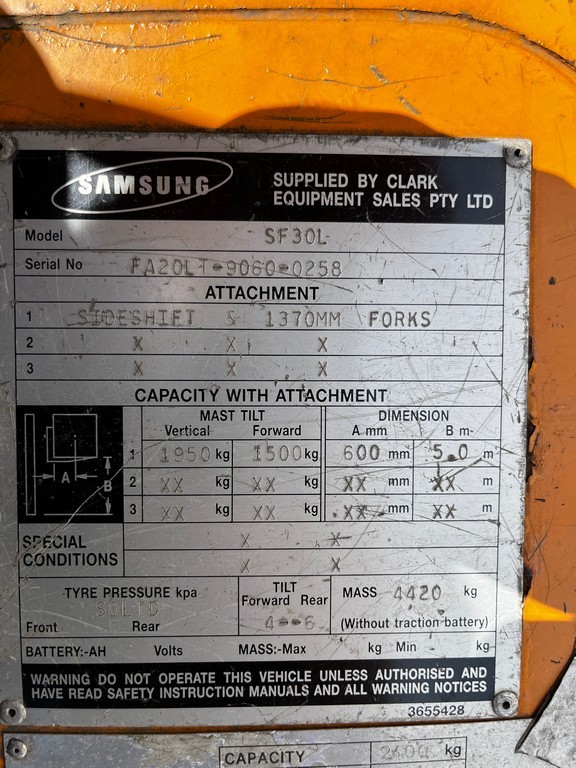 SAMSUNG
SUPPLIED BY CLARK
EQUIPMENT SALES PTY LTD
Model SF30L
Serial No FA20LT-9060-0258
ATTACHMENT
1 SIDESHIFT & 1370MM FORKS
2 X X X
3 X X X
CAPACITY WITH ATTACHMENT
MAST TILT DIMENSION
Vertical Forward A mm B m
1 1950 kg 1500 kg 600 mm 5.0 m
2 XX kg XX kg XX mm XX m
3 XX kg XX kg XX mm XX m
A
B
SPECIAL CONDITIONS X X
X X
TYRE PRESSURE kpa TILT MASS 4420 kg
SOLID Forward Rear
Front Rear 4--6 (Without traction battery)
BATTERY:-AH Volts MASS:-Max kg Min kg
WARNING DO NOT OPERATE THIS VEHICLE UNLESS AUTHORISED AND
HAVE READ SAFETY INSTRUCTION MANUALS AND ALL WARNING NOTICES
3655428
CAPACITY 2600 kg